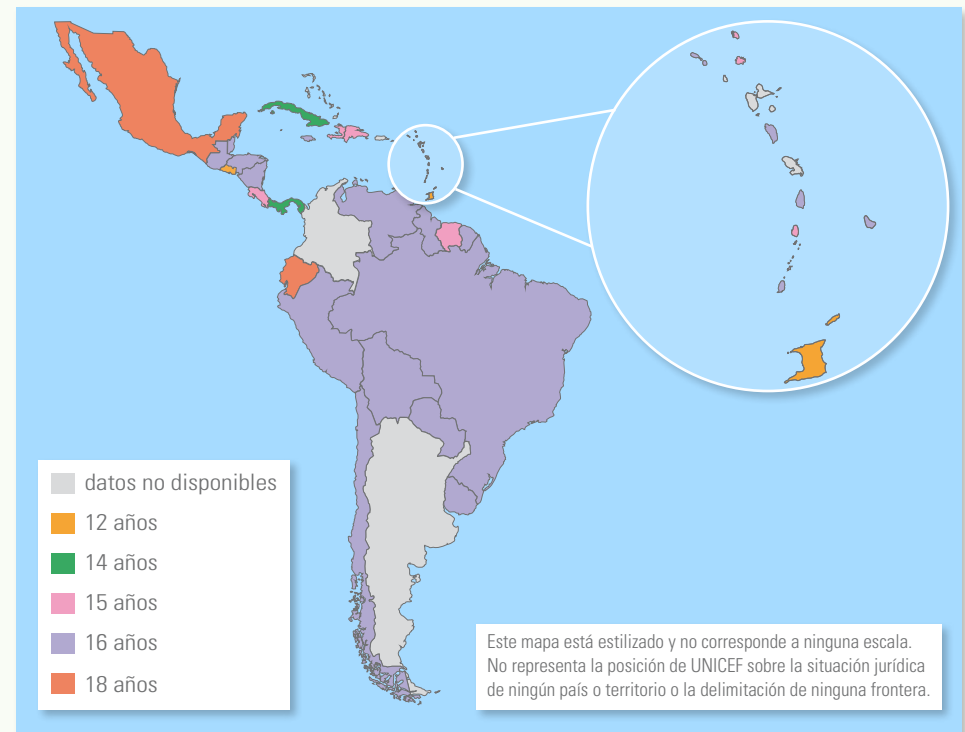 datos no disponibles
12 años
14 años
15 años
16 años
18 años
Este mapa está estilizado y no corresponde a ninguna escala.
No representa la posición de UNICEF sobre la situación jurídica
de ningún país o territorio o la delimitación de ninguna frontera.